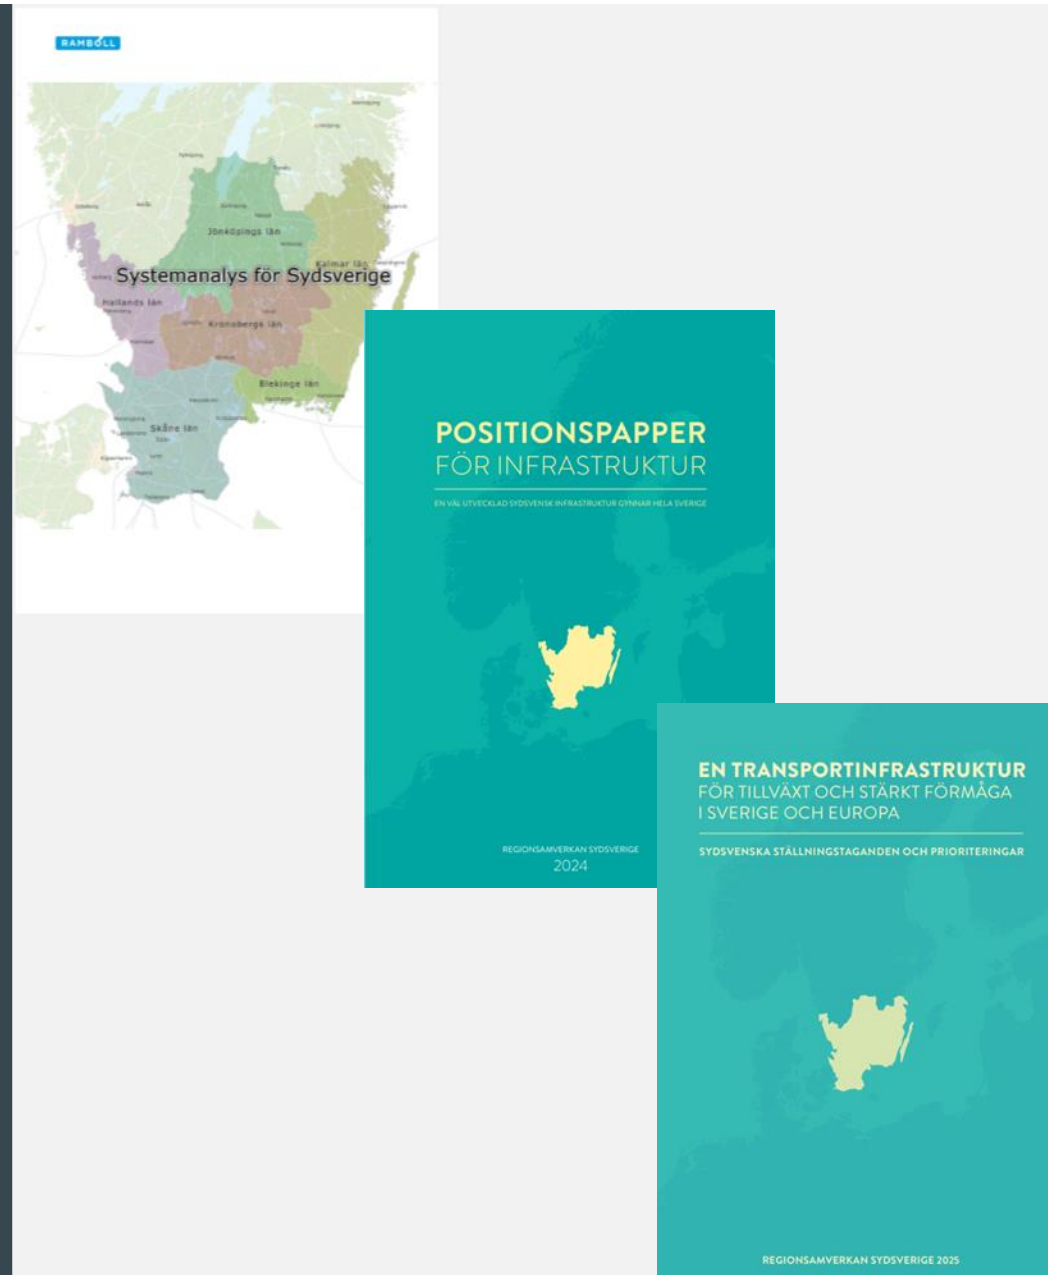 RAMBOLL
Jönköping
Jönköpings län
Kalmar län
Systemanalys för Sydsverige
Hallands län
Kronobergs län
Blekinge län
Skåne län
POSITIONSPAPPER
FÖR INFRASTRUKTUR
EN VÄL UTVECKLAD SYDSVENSK INFRASTRUKTUR GYNNAR HELA SVERIGE
REGIONSAMVERKAN SYDSVERIGE
2024
EN TRANSPORTINFRASTRUKTUR
FÖR TILLVÄXT OCH STÄRKT FÖRMÅGA
I SVERIGE OCH EUROPA
SYDSVENSKA STÄLLNINGSTAGANDEN OCH PRIORITERINGAR
REGIONSAMVERKAN SYDSVERIGE 2025